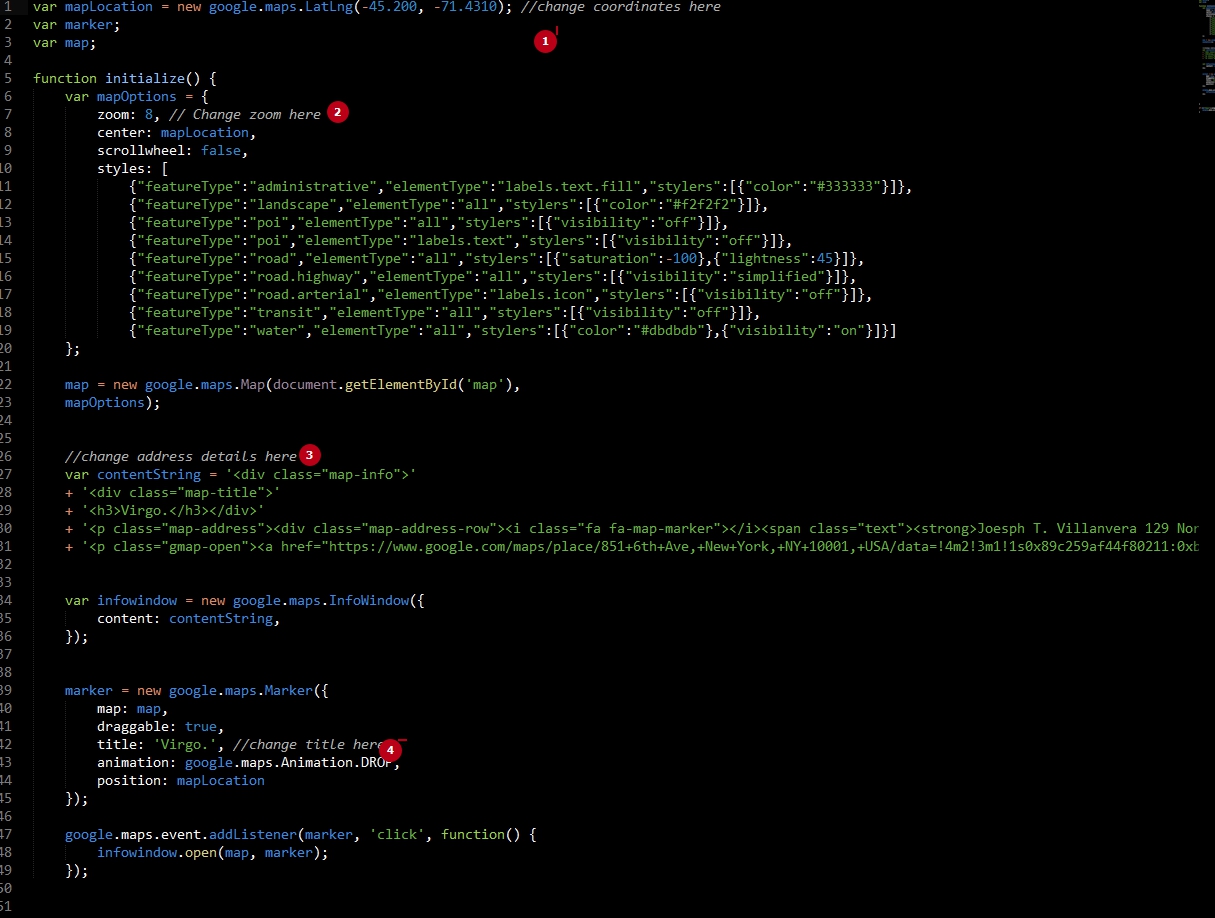 1 var mapLocation = new google.maps.LatLng(-45.200, -71.4310); //change coordinates here
2 var marker;
3 var map;
1
4
5 function initialize() {
6 var mapOptions = {
7 zoom: 8, // Change zoom here 2
8 center: mapLocation,
9 scrollwheel: false,
10 styles: [
11 {"featureType":"administrative","elementType":"labels.text.fill","stylers":[{"color":"#333333"}]},
12 {"featureType":"landscape","elementType":"all","stylers":[{"color":"#f2f2f2"}]},
13 {"featureType":"poi","elementType":"all","stylers":[{"visibility":"off"}]},
14 {"featureType":"poi","elementType":"labels.text","stylers":[{"visibility":"off"}]},
15 {"featureType":"road","elementType":"all","stylers":[{"saturation":-100},{"lightness":45}]},
16 {"featureType":"road.highway","elementType":"all","stylers":[{"visibility":"simplified"}]},
17 {"featureType":"road.arterial","elementType":"labels.icon","stylers":[{"visibility":"off"}]},
18 {"featureType":"transit","elementType":"all","stylers":[{"visibility":"off"}]},
19 {"featureType":"water","elementType":"all","stylers":[{"color":"#dbdbdb"},{"visibility":"on"}]}]
20 };
21
22 map = new google.maps.Map(document.getElementById('map'),
23 mapOptions);
24
25
26 //change address details here 3
27 var contentString = '<div class="map-info">'
28 + '<div class="map-title">'
29 + '<h3>Virgo.</h3></div>'
30 + '<p class="map-address"><div class="map-address-row"><i class="fa fa-map-marker"></i><span class="text"><strong>Joesph T. Villanvera 129 Nor
31 + '<p class="gmap-open"><a href="https://www.google.com/maps/place/851+6th+Ave,+New+York,+NY+10001,+USA/data=!4m2!3m1!1s0x89c259af44f80211:0xb
32
33
34 var infowindow = new google.maps.InfoWindow({
35 content: contentString,
36 });
37
38
39 marker = new google.maps.Marker({
40 map: map,
41 draggable: true,
42 title: 'Virgo.', //change title here 4
43 animation: google.maps.Animation.DROP,
44 position: mapLocation
45 });
46
47 google.maps.event.addListener(marker, 'click', function() {
48 infowindow.open(map, marker);
49 });
50
51